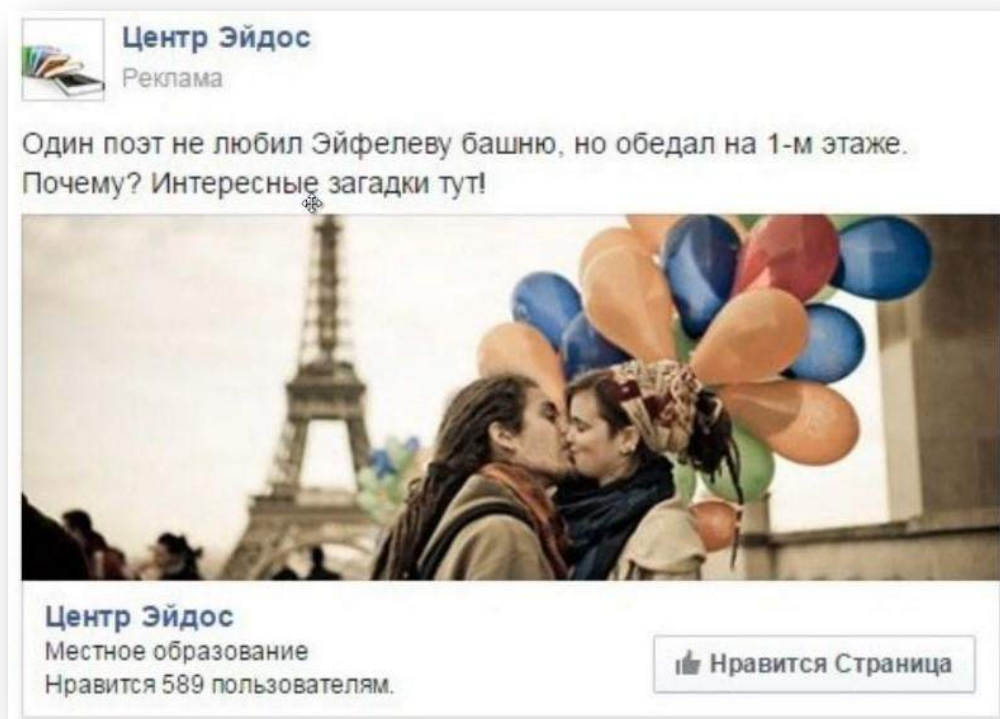 Центр Эйдос
Реклама
Один поэт не любил Эйфелеву башню, но обедал на 1-м этаже.
Почему? Интересные загадки тут!
Центр Эйдос
Местное образование
Нравится 589 пользователям.
Нравится Страница